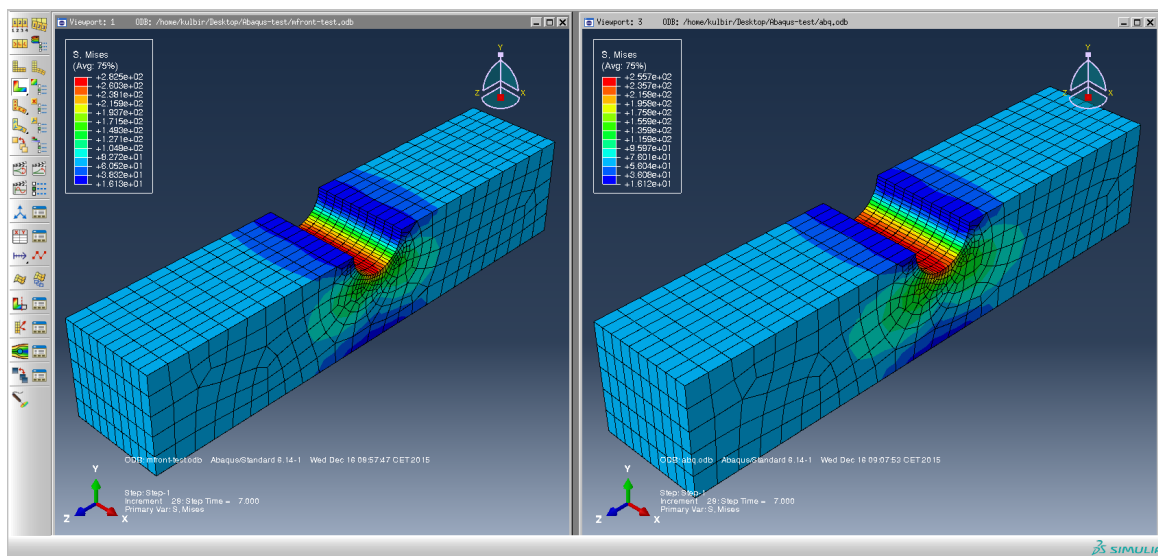 Viewport: 1 ODB: /home/kulbir/Desktop/Abaqus-test/mfront-test.odb
S, Mises
(Avg: 75%)
+2.825e+02
+2.603e+02
+2.381e+02
+2.159e+02
+1.937e+02
+1.715e+02
+1.493e+02
+1.271e+02
+1.049e+02
+8.272e+01
+6.052e+01
+3.832e+01
+1.613e+01
Y
Z
X
ODB: mfront-test.odb Abaqus/Standard 6.14-1 Wed Dec 16 08:57:47 CET 2015
Step: Step-1
Increment 29: Step Time = 7.000
Primary Var: S, Mises
Y
Z
X
Viewport: 3 ODB: /home/kulbir/Desktop/Abaqus-test/abq.odb
S, Mises
(Avg: 75%)
+2.557e+02
+2.357e+02
+2.158e+02
+1.958e+02
+1.758e+02
+1.559e+02
+1.359e+02
+1.159e+02
+9.597e+01
+7.601e+01
+5.604e+01
+3.608e+01
+1.612e+01
Y
Z
X
ODB: abq.odb Abaqus/Standard 6.14-1 Wed Dec 16 09:07:53 CET 2015
Step: Step-1
Increment 28: Step Time = 7.000
Primary Var: S, Mises
Y
Z
X
1 2 3 4
X Y
SIMULIA